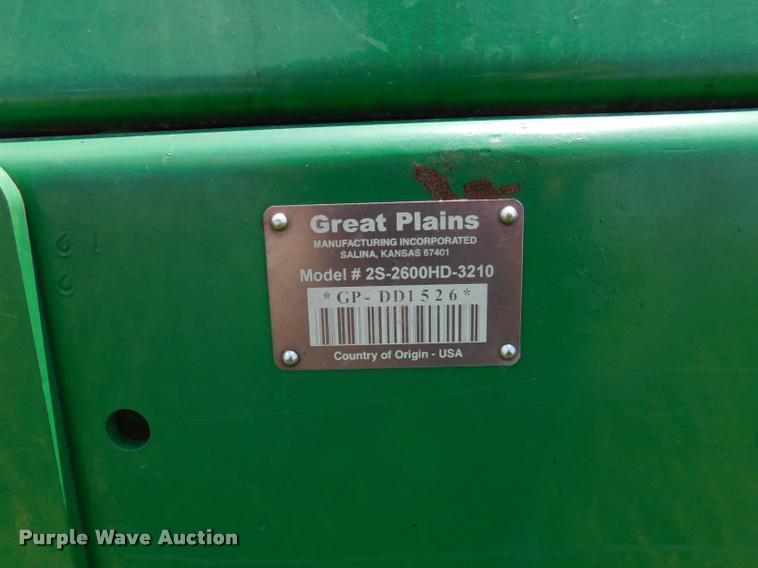 Great Plains
MANUFACTURING INCORPORATED
SALINA, KANSAS 67401
Model # 2S-2600HD-3210
*GP-DD1526*
Country of Origin - USA
Purple Wave Auction